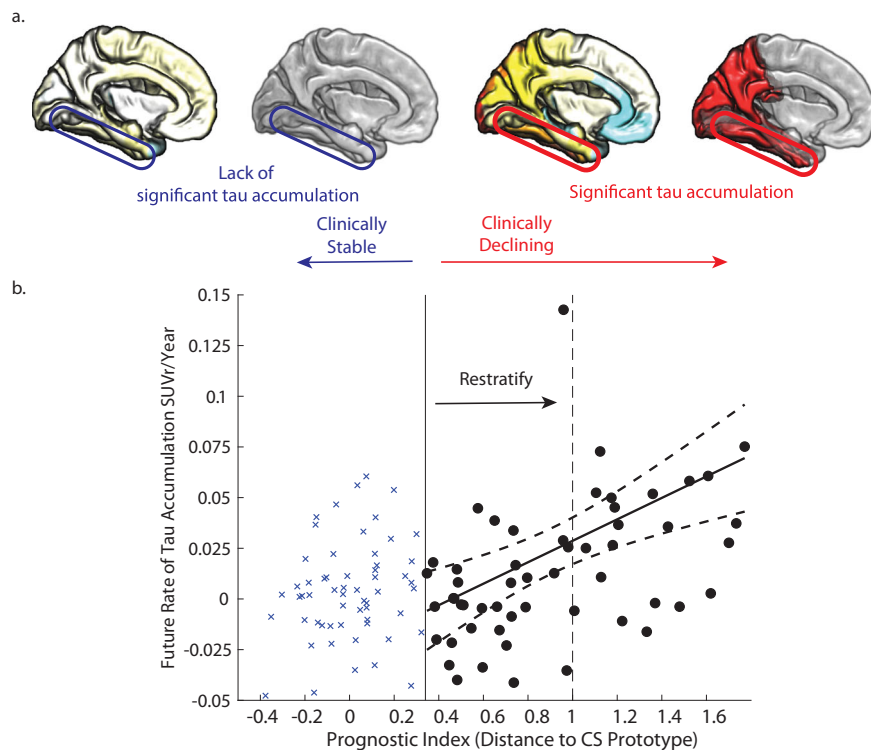 a.
Lack of
significant tau accumulation
Significant tau accumulation
Clinically
Stable
Clinically
Declining
b.
0.15
0.125
0.1
0.075
0.05
0.025
0
-0.025
-0.05
Future Rate of Tau Accumulation SUVr/Year
Restratify
-0.4 -0.2 0 0.2 0.4 0.6 0.8 1 1.2 1.4 1.6
Prognostic Index (Distance to CS Prototype)